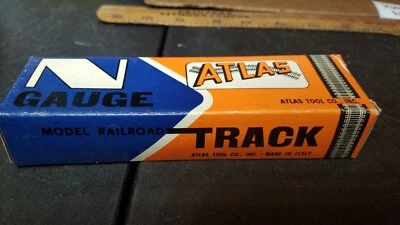 N
GAUGE
ATLAS
ATLAS TOOL CO., INC.
MODEL RAILROAD TRACK
ATLAS TOOL CO., INC. - MADE IN ITALY